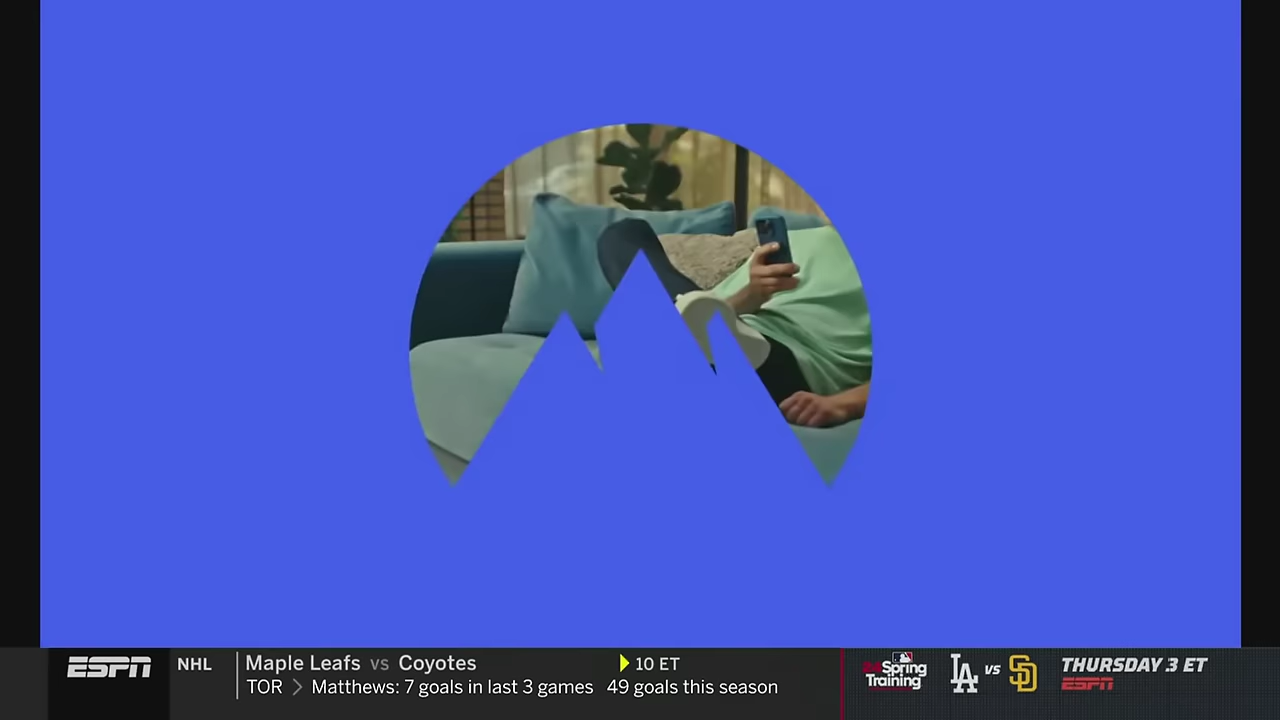 ESPN
NHL
Maple Leafs vs Coyotes
10 ET
TOR > Matthews: 7 goals in last 3 games 49 goals this season
24 Spring Training
LA vs SD
THURSDAY 3 ET
ESPN